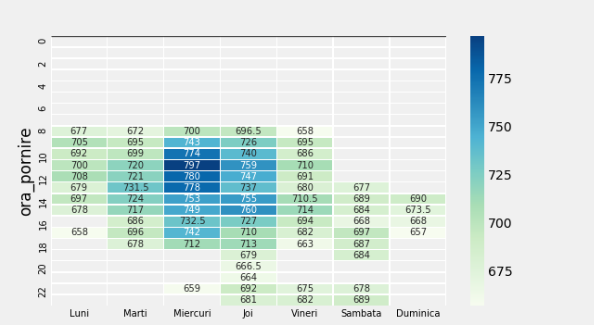 ora_pornire
0
2
4
6
8 677 672 700 696.5 658
705 695 743 726 695
10 692 699 774 740 686
700 720 797 759 710
12 708 721 780 747 691
679 731.5 778 737 680 677
14 697 724 753 755 710.5 689 690
678 717 749 760 714 684 673.5
16 686 732.5 727 694 668 668
658 696 742 710 682 697 657
18 678 712 713 663 687
679 684
20 666.5
664
22 659 692 675 678
681 682 689
Luni Marti Miercuri Joi Vineri Sambata Duminica
775
750
725
700
675